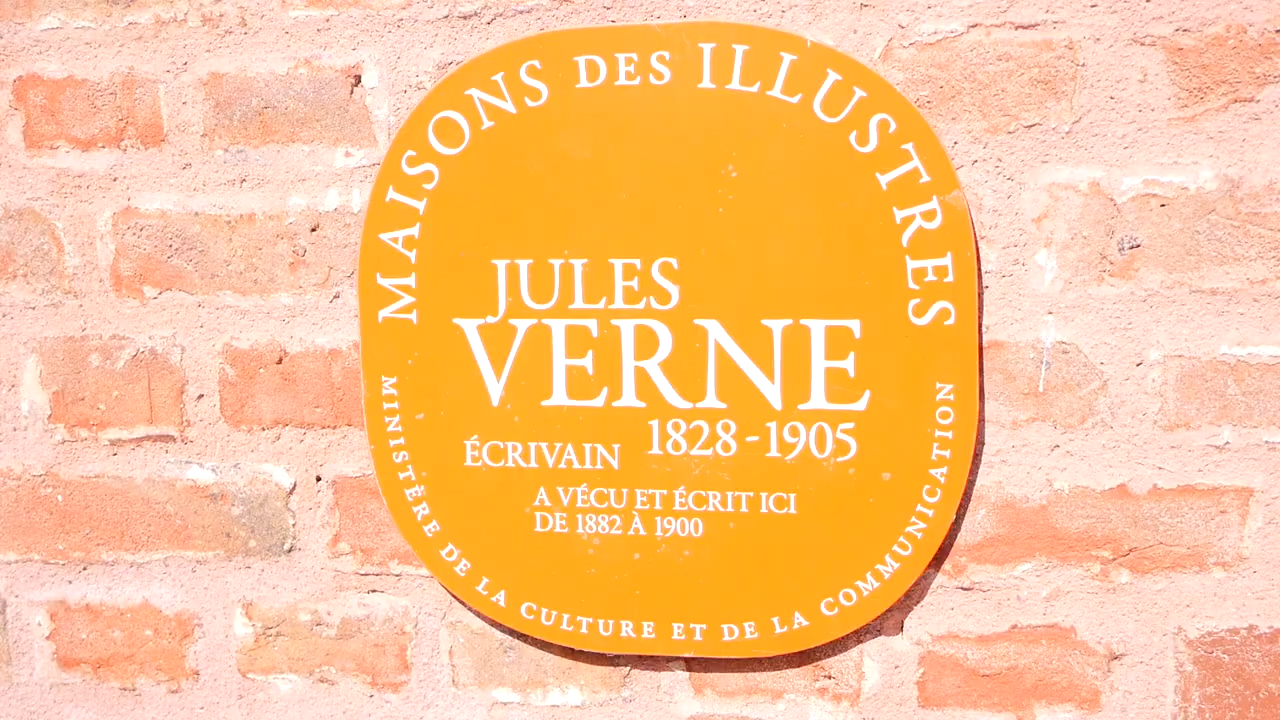 MAISONS DES ILLUSTRES
JULES
VERNE
1828 - 1905
ÉCRIVAIN
A VÉCU ET ÉCRIT ICI
DE 1882 À 1900
MINISTÈRE DE LA CULTURE ET DE LA COMMUNICATION